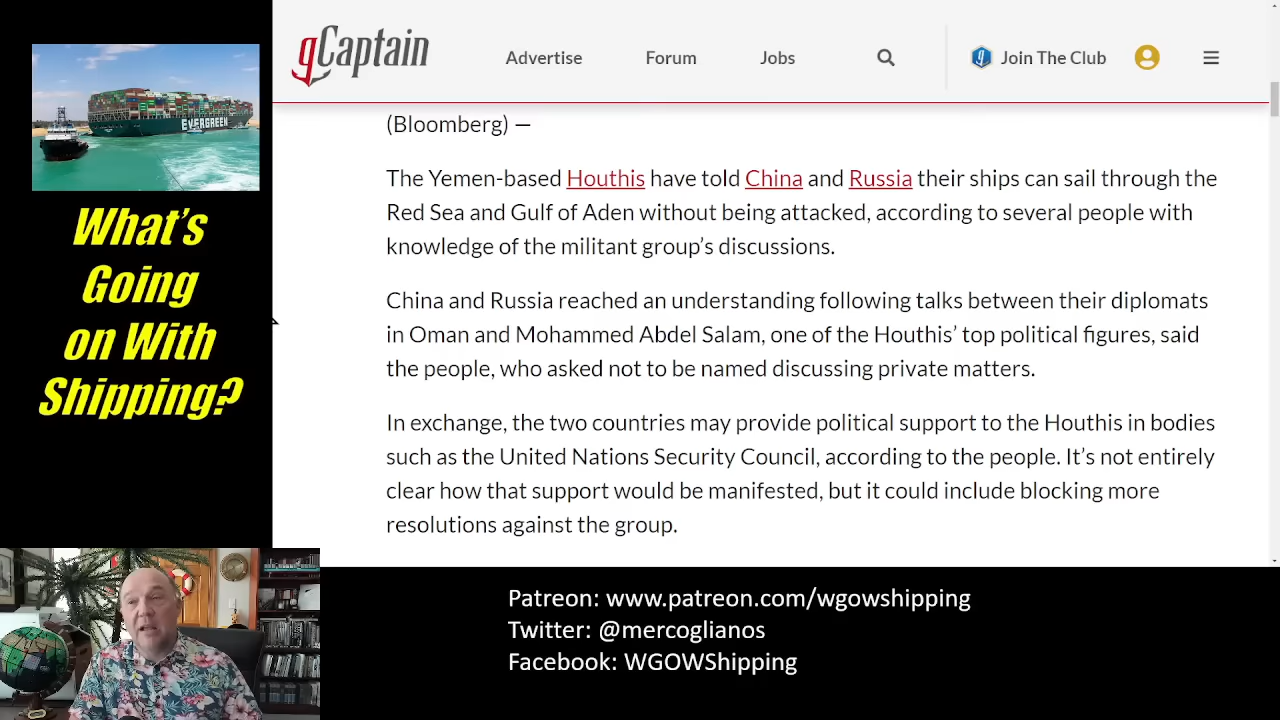 gCaptain
Advertise
Forum
Jobs
Join The Club
EVERGREEN
What's
Going
on With
Shipping?
(Bloomberg) —
The Yemen-based Houthis have told China and Russia their ships can sail through the
Red Sea and Gulf of Aden without being attacked, according to several people with
knowledge of the militant group's discussions.
China and Russia reached an understanding following talks between their diplomats
in Oman and Mohammed Abdel Salam, one of the Houthis' top political figures, said
the people, who asked not to be named discussing private matters.
In exchange, the two countries may provide political support to the Houthis in bodies
such as the United Nations Security Council, according to the people. It's not entirely
clear how that support would be manifested, but it could include blocking more
resolutions against the group.
Patreon: www.patreon.com/wgowshipping
Twitter: @mercoglianos
Facebook: WGOWShipping